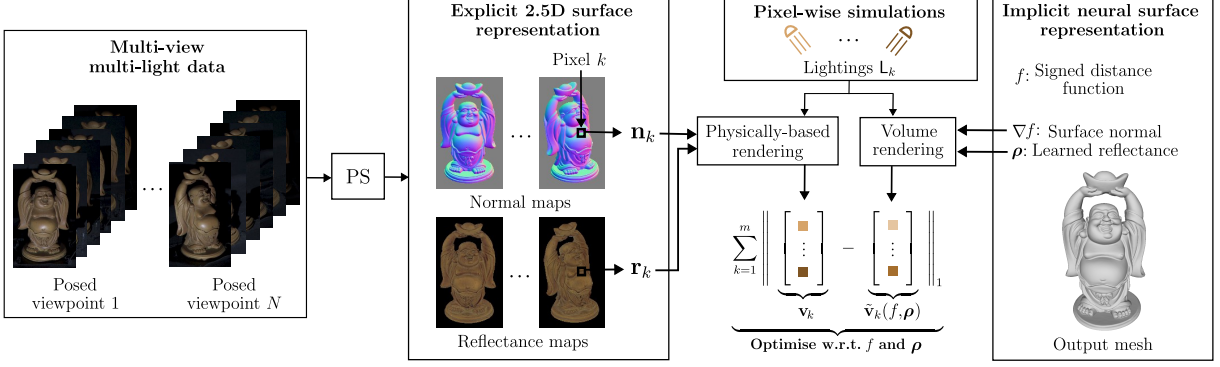 Multi-view
multi-light data
...
Posed
viewpoint 1
Posed
viewpoint N
PS
Explicit 2.5D surface
representation
Pixel k
...
n_k
Normal maps
...
r_k
Reflectance maps
Pixel-wise simulations
...
Lightings L_k
Physically-based
rendering
Volume
rendering
m
∑ ‖ [ ⋮ ] − [ ⋮ ] ‖_1
k=1
v_k
ṽ_k(f,ρ)
Optimise w.r.t. f and ρ
Implicit neural surface
representation
f: Signed distance
function
∇f: Surface normal
ρ: Learned reflectance
Output mesh